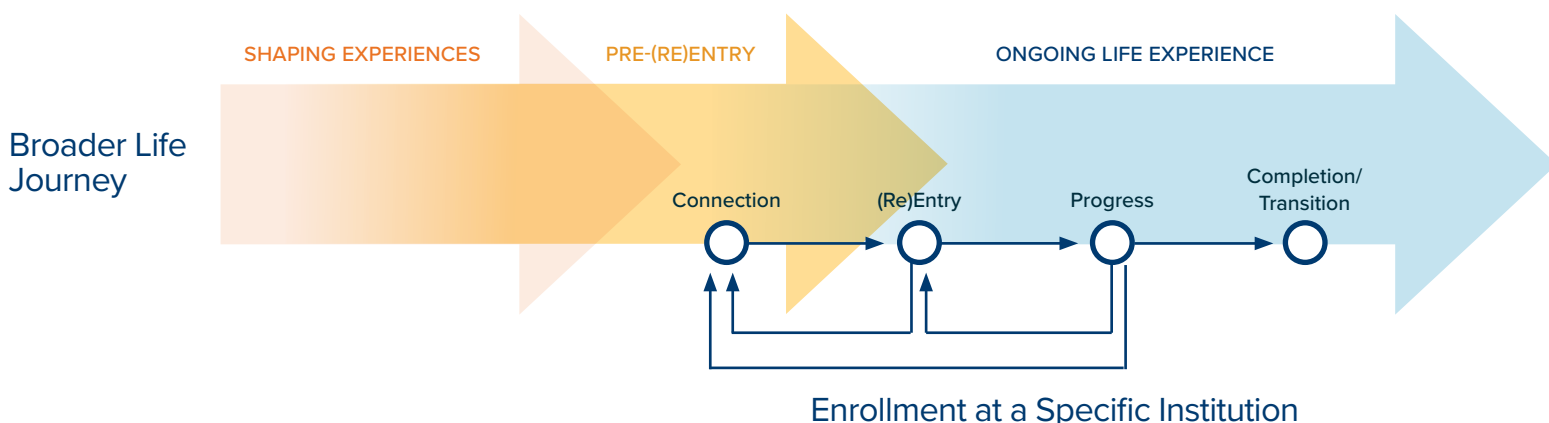 SHAPING EXPERIENCES
PRE-(RE)ENTRY
ONGOING LIFE EXPERIENCE
Broader Life
Journey
Connection
(Re)Entry
Progress
Completion/
Transition
Enrollment at a Specific Institution